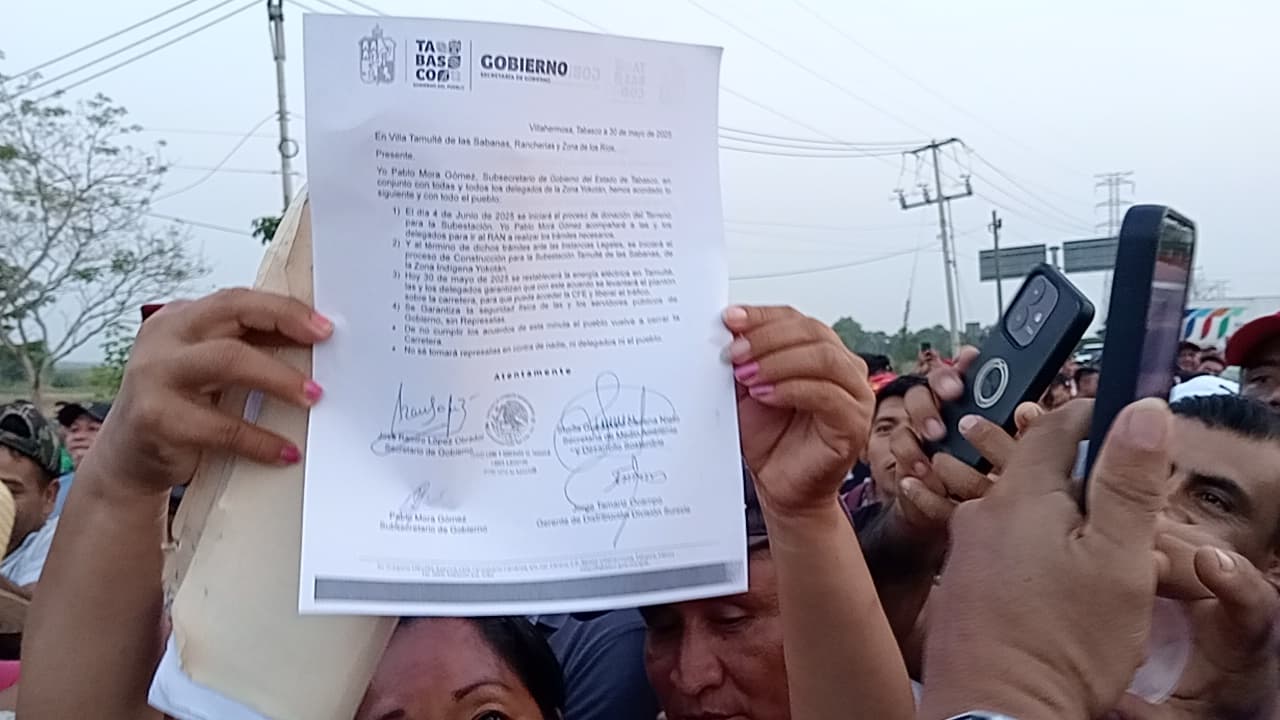 TA
BAS
CO
GOBIERNO DEL PUEBLO
GOBIERNO
SECRETARÍA DE GOBIERNO
Villahermosa, Tabasco a 30 de mayo de 2025
En Villa Tamulté de las Sabanas, Rancherías y Zona de los Ríos.
Presente.
Yo Pablo Mora Gómez, Subsecretario de Gobierno del Estado de Tabasco, en
conjunto con todas y todos los delegados de la Zona Yokotán, hemos acordado lo
siguiente y con todo el pueblo:
1) El día 4 de Junio de 2025 se iniciará el proceso de donación del Terreno
para la Subestación. Yo Pablo Mora Gómez acompañaré a las y los
delegados para ir al RAN a realizar los trámites necesarios.
2) Y al término de dichos trámites ante las Instancias Legales, se iniciará el
proceso de Construcción para la Subestación Tamulté de las Sabanas, de
la Zona Indígena Yokotán.
3) Hoy 30 de mayo de 2025 se restablecerá la energía eléctrica en Tamulté,
las y los delegados garantizan que con este acuerdo se levantará el plantón
sobre la carretera, para que pueda acceder la CFE y liberar el tráfico.
4) Se Garantiza la seguridad física de las y los servidores públicos de
Gobierno, sin Represalias.
• De no cumplir los acuerdos de esta minuta el pueblo vuelve a cerrar la
Carretera.
• No se tomará represalias en contra de nadie, ni delegados ni el pueblo.
Atentamente
José Ramiro López Obrador
Secretario de Gobierno
Secretaria de Medio Ambiente
y Desarrollo Sostenible
Pablo Mora Gómez
Subsecretario de Gobierno
Jorge Tamariz Ocampo
Gerente de Distribución División Sureste